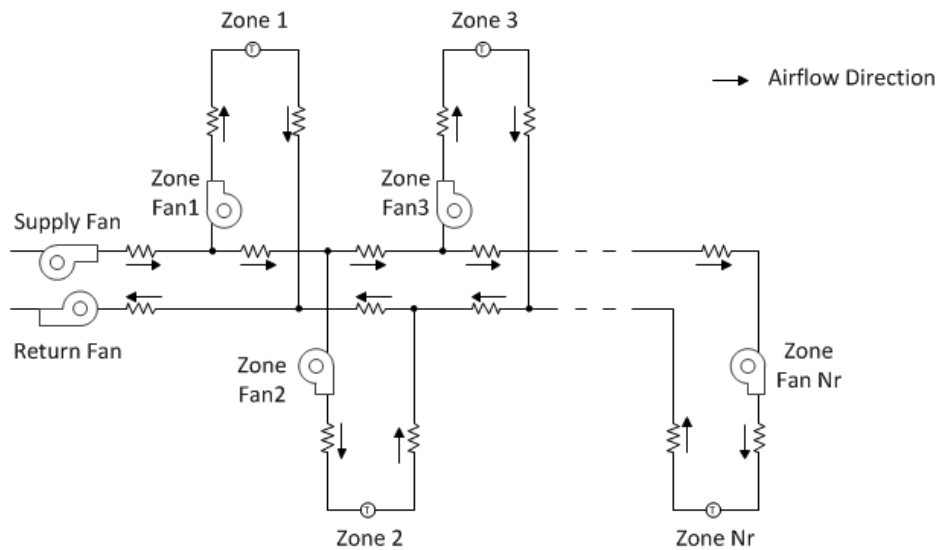 Zone 1
Zone 3
T
T
Airflow Direction
Zone
Fan1
Zone
Fan3
Supply Fan
Return Fan
Zone
Fan2
Zone
Fan Nr
T
T
Zone 2
Zone Nr